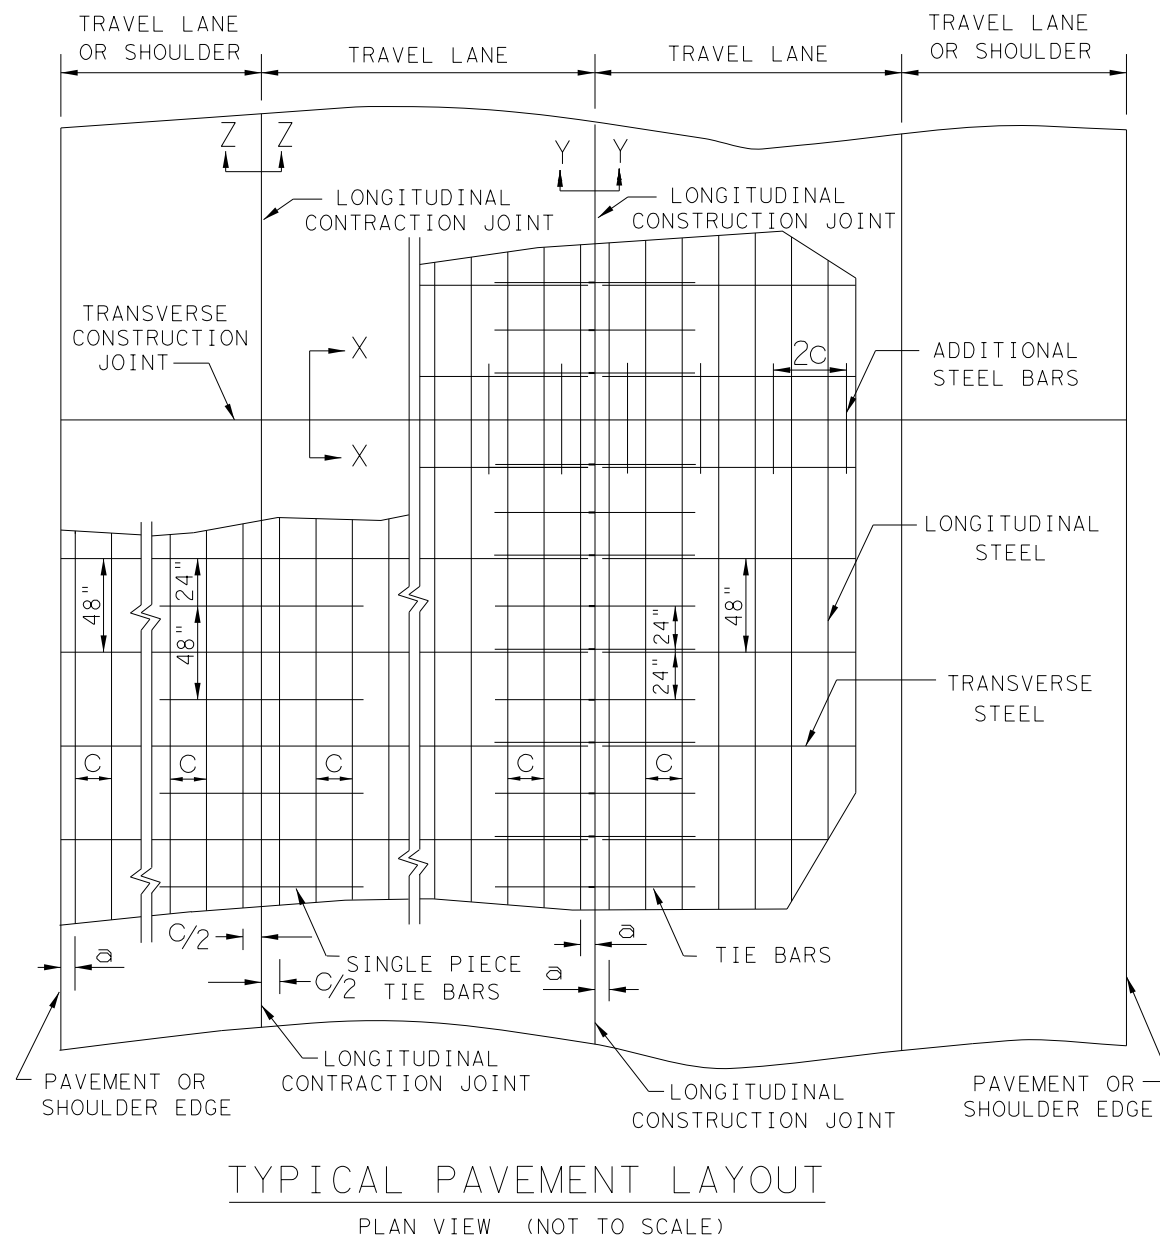 TRAVEL LANE
OR SHOULDER
TRAVEL LANE
TRAVEL LANE
TRAVEL LANE
OR SHOULDER
Z Z
Y Y
LONGITUDINAL
CONTRACTION JOINT
LONGITUDINAL
CONSTRUCTION JOINT
TRANSVERSE
CONSTRUCTION
JOINT
X
X
2C
ADDITIONAL
STEEL BARS
LONGITUDINAL
STEEL
48"
24"
48"
24"
24"
48"
TRANSVERSE
STEEL
C
C
C
C
C
C/2
a
C/2
SINGLE PIECE
TIE BARS
a
a
TIE BARS
PAVEMENT OR
SHOULDER EDGE
LONGITUDINAL
CONTRACTION JOINT
LONGITUDINAL
CONSTRUCTION JOINT
PAVEMENT OR
SHOULDER EDGE
TYPICAL PAVEMENT LAYOUT
PLAN VIEW (NOT TO SCALE)